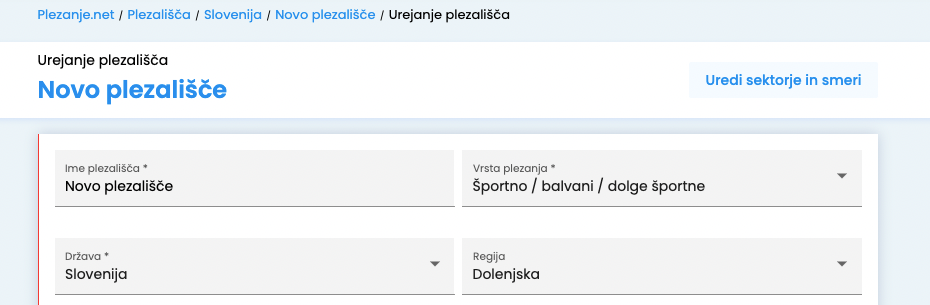 Plezanje.net / Plezališča / Slovenija / Novo plezališče / Urejanje plezališča
Urejanje plezališča
Novo plezališče
Uredi sektorje in smeri
Ime plezališča *
Novo plezališče
Vrsta plezanja *
Športno / balvani / dolge športne
Država *
Slovenija
Regija
Dolenjska